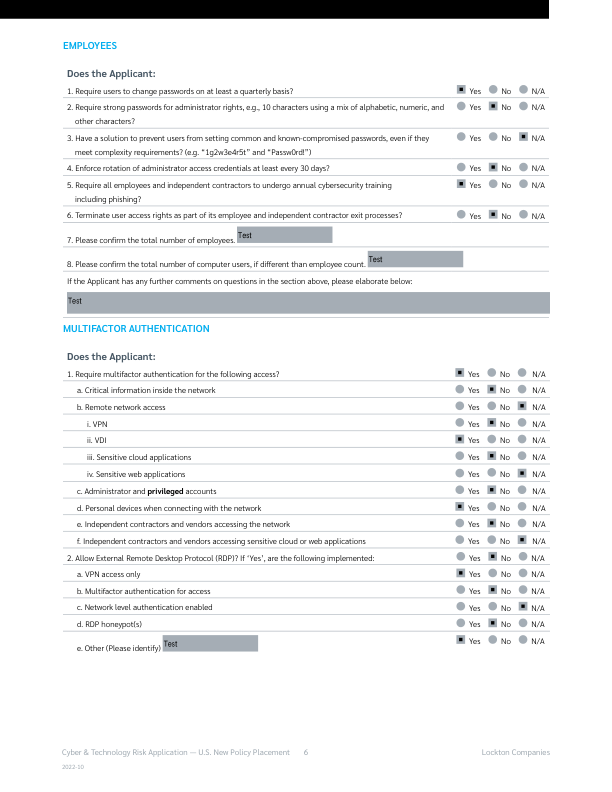 EMPLOYEES
Does the Applicant:
1. Require users to change passwords on at least a quarterly basis? Yes No N/A
2. Require strong passwords for administrator rights, e.g., 10 characters using a mix of alphabetic, numeric, and Yes No N/A
other characters?
3. Have a solution to prevent users from setting common and known-compromised passwords, even if they Yes No N/A
meet complexity requirements? (e.g. “1g2w3e4r5t” and “Passw0rd!”)
4. Enforce rotation of administrator access credentials at least every 30 days? Yes No N/A
5. Require all employees and independent contractors to undergo annual cybersecurity training Yes No N/A
including phishing?
6. Terminate user access rights as part of its employee and independent contractor exit processes? Yes No N/A
7. Please confirm the total number of employees. Test
8. Please confirm the total number of computer users, if different than employee count. Test
If the Applicant has any further comments on questions in the section above, please elaborate below:
Test
MULTIFACTOR AUTHENTICATION
Does the Applicant:
1. Require multifactor authentication for the following access? Yes No N/A
a. Critical information inside the network Yes No N/A
b. Remote network access Yes No N/A
i. VPN Yes No N/A
ii. VDI Yes No N/A
iii. Sensitive cloud applications Yes No N/A
iv. Sensitive web applications Yes No N/A
c. Administrator and privileged accounts Yes No N/A
d. Personal devices when connecting with the network Yes No N/A
e. Independent contractors and vendors accessing the network Yes No N/A
f. Independent contractors and vendors accessing sensitive cloud or web applications Yes No N/A
2. Allow External Remote Desktop Protocol (RDP)? If ‘Yes’, are the following implemented: Yes No N/A
a. VPN access only Yes No N/A
b. Multifactor authentication for access Yes No N/A
c. Network level authentication enabled Yes No N/A
d. RDP honeypot(s) Yes No N/A
e. Other (Please identify) Test Yes No N/A
Cyber & Technology Risk Application — U.S. New Policy Placement 6 Lockton Companies
2022-10